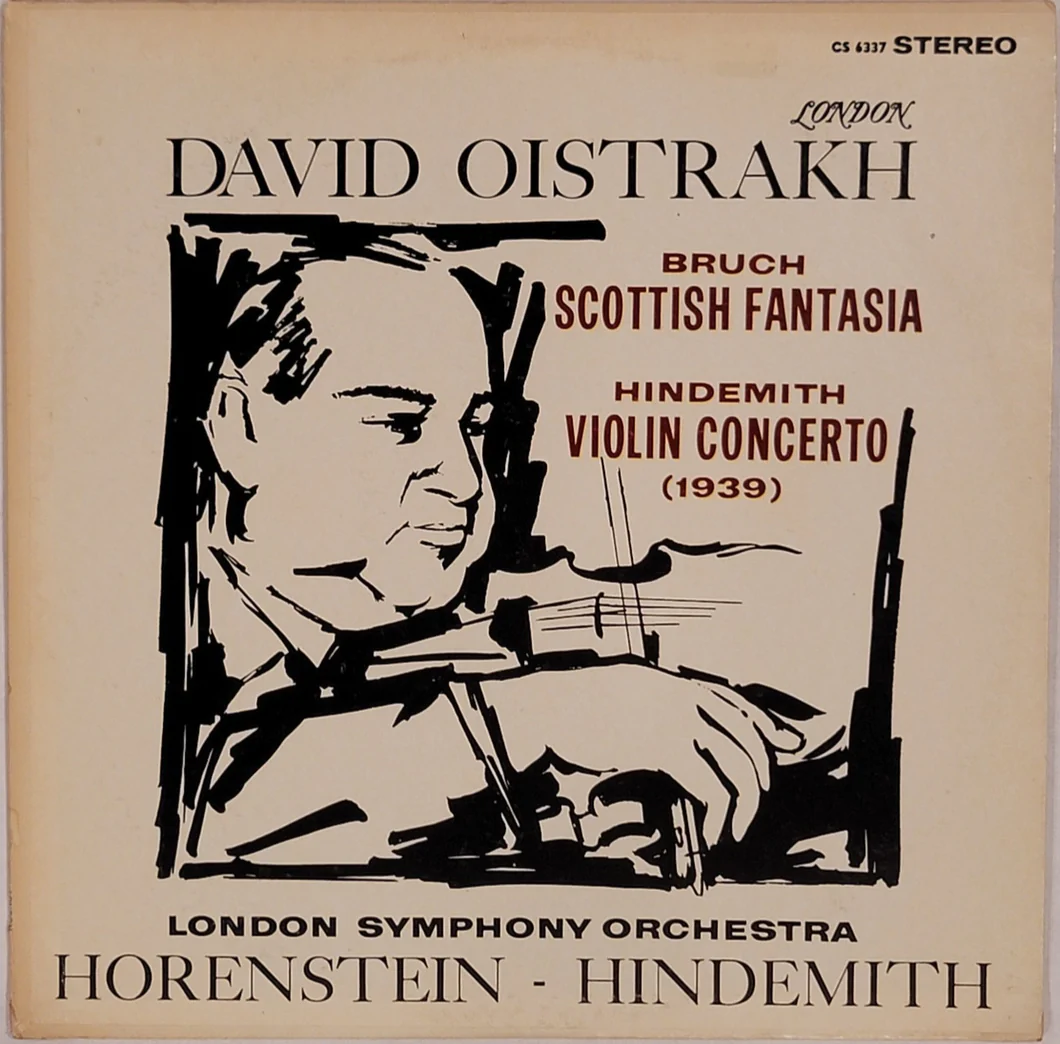 CS 6337 STEREO
LONDON
DAVID OISTRAKH
BRUCH
SCOTTISH FANTASIA
HINDEMITH
VIOLIN CONCERTO
(1939)
LONDON SYMPHONY ORCHESTRA
HORENSTEIN - HINDEMITH